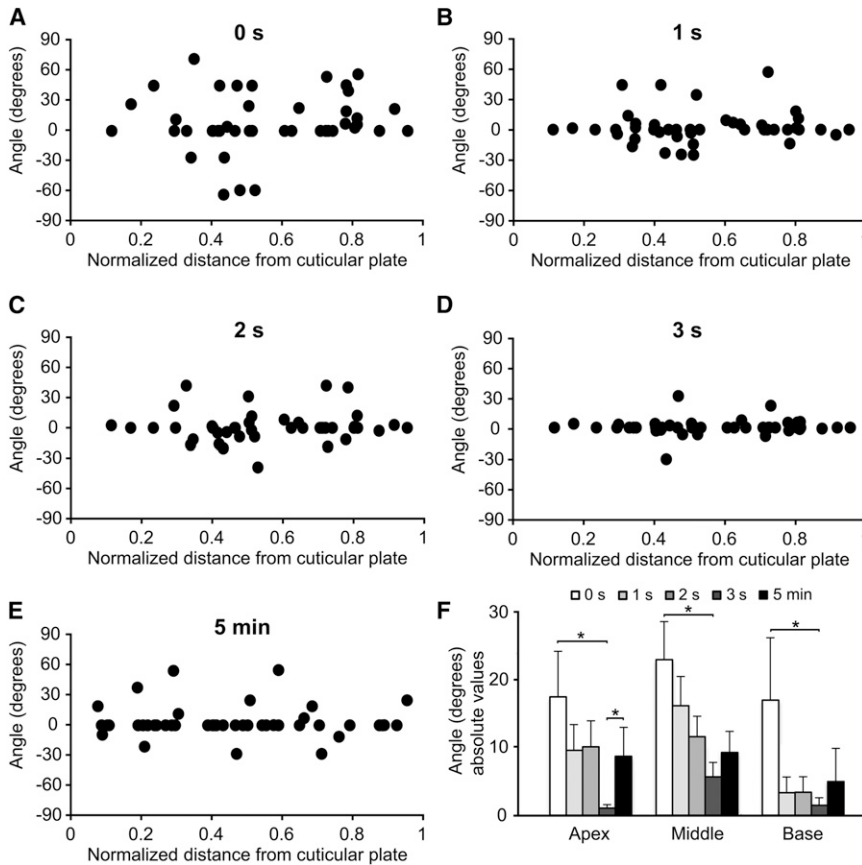 A
0 s
90
60
30
0
-30
-60
-90
Angle (degrees)
0 0.2 0.4 0.6 0.8 1
Normalized distance from cuticular plate
B
1 s
90
60
30
0
-30
-60
-90
Angle (degrees)
0 0.2 0.4 0.6 0.8
Normalized distance from cuticular plate
C
2 s
90
60
30
0
-30
-60
-90
Angle (degrees)
0 0.2 0.4 0.6 0.8 1
Normalized distance from cuticular plate
D
3 s
90
60
30
0
-30
-60
-90
Angle (degrees)
0 0.2 0.4 0.6 0.8
Normalized distance from cuticular plate
E
5 min
90
60
30
0
-30
-60
-90
Angle (degrees)
0 0.2 0.4 0.6 0.8 1
Normalized distance from cuticular plate
F
0 s 1 s 2 s 3 s 5 min
30
20
10
0
Angle (degrees)
absolute values
* * * *
Apex Middle Base